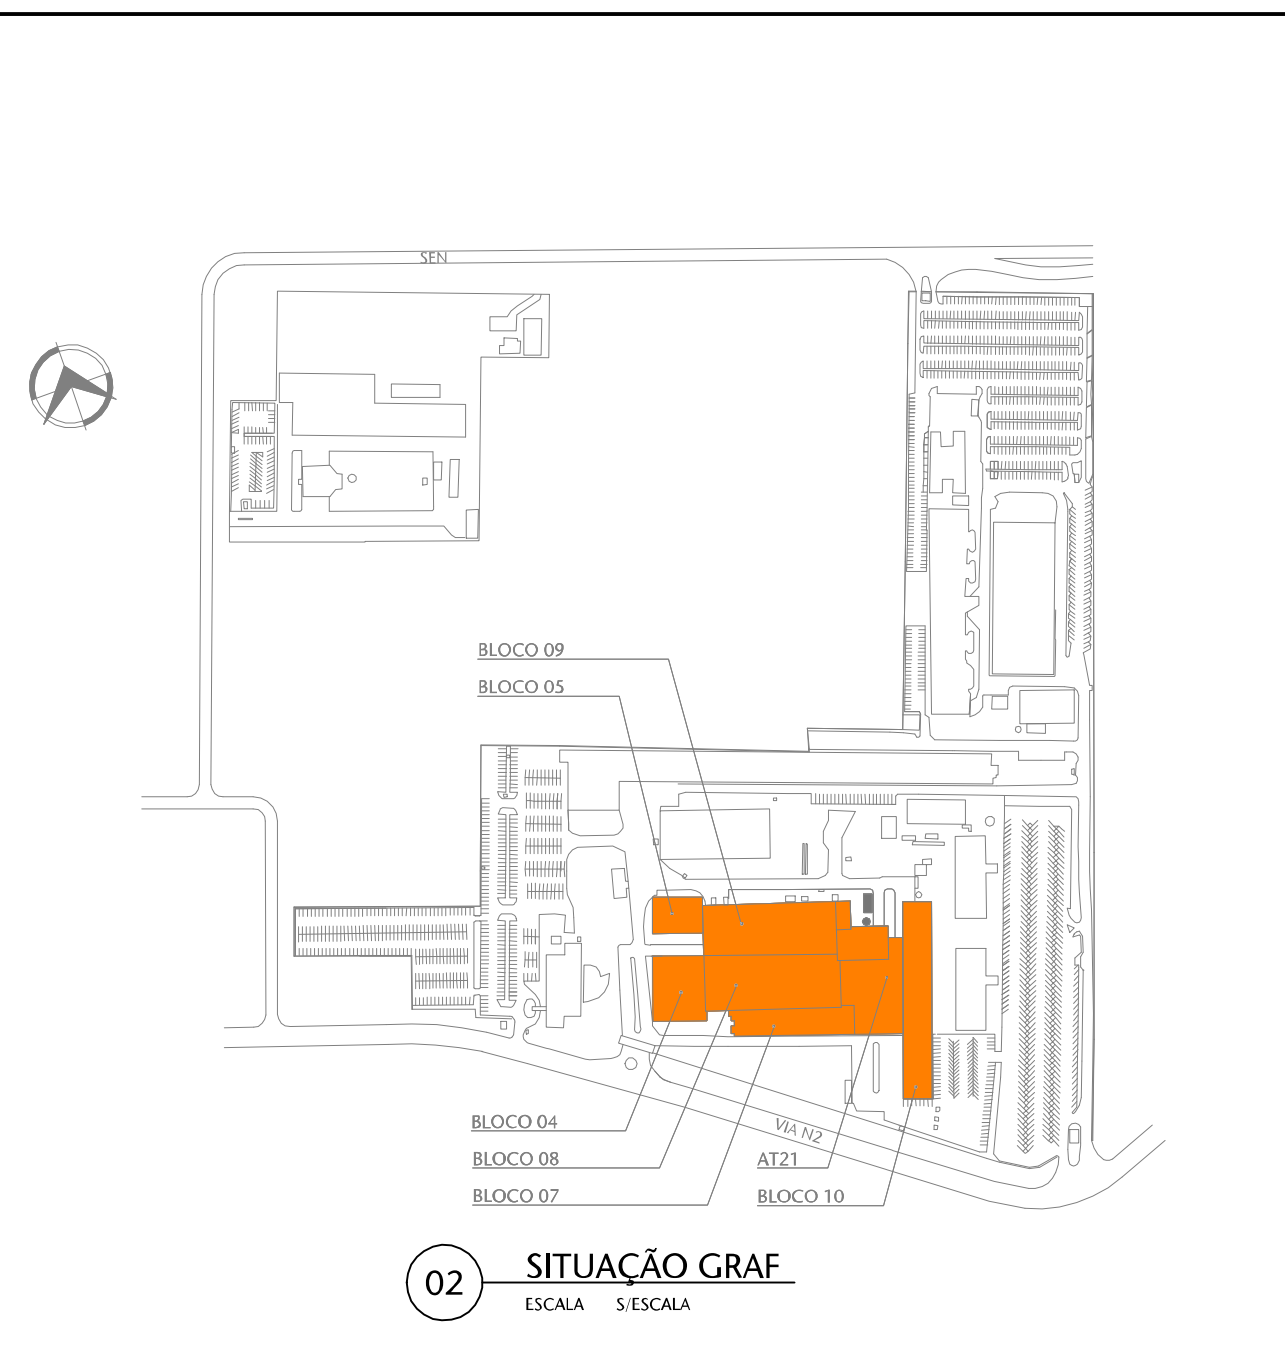 SEN
BLOCO 09
BLOCO 05
BLOCO 04
BLOCO 08
BLOCO 07
VIA N2
AT21
BLOCO 10
02
SITUAÇÃO GRAF
ESCALA S/ESCALA